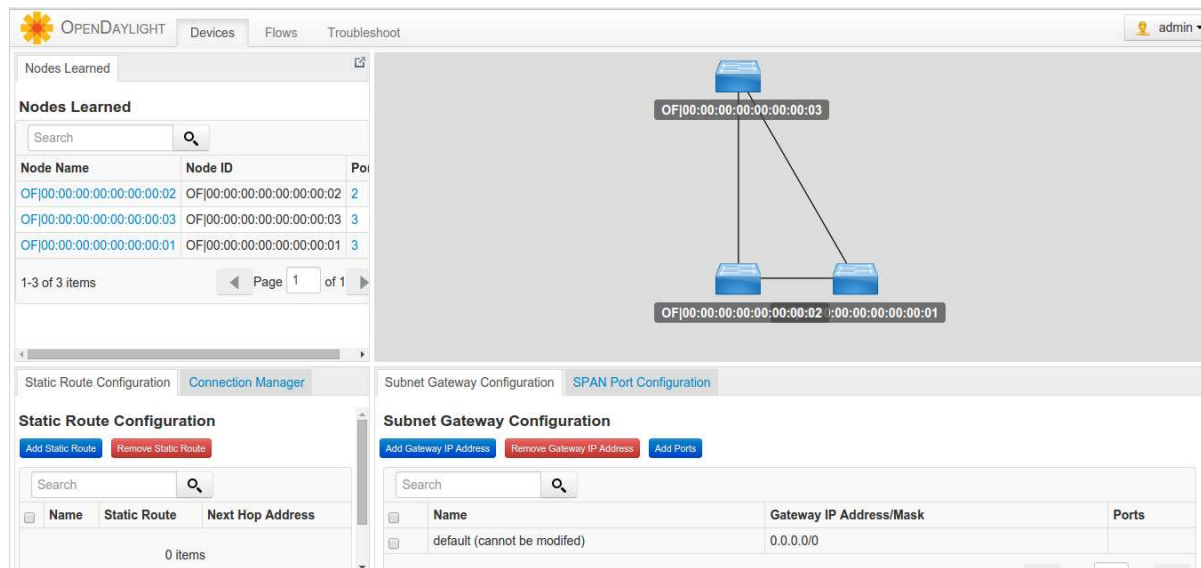 OPENDAYLIGHT Devices Flows Troubleshoot admin
Nodes Learned
Nodes Learned
Search
Node Name Node ID Por
OF|00:00:00:00:00:00:00:02 OF|00:00:00:00:00:00:00:02 2
OF|00:00:00:00:00:00:00:03 OF|00:00:00:00:00:00:00:03 3
OF|00:00:00:00:00:00:00:01 OF|00:00:00:00:00:00:00:01 3
1-3 of 3 items Page 1 of 1
OF|00:00:00:00:00:00:00:03
OF|00:00:00:00:00:00:00:02 0:00:00:00:00:00:01
Static Route Configuration Connection Manager
Static Route Configuration
Add Static Route Remove Static Route
Search
Name Static Route Next Hop Address
0 items
Subnet Gateway Configuration SPAN Port Configuration
Subnet Gateway Configuration
Add Gateway IP Address Remove Gateway IP Address Add Ports
Search
Name Gateway IP Address/Mask Ports
default (cannot be modifed) 0.0.0.0/0